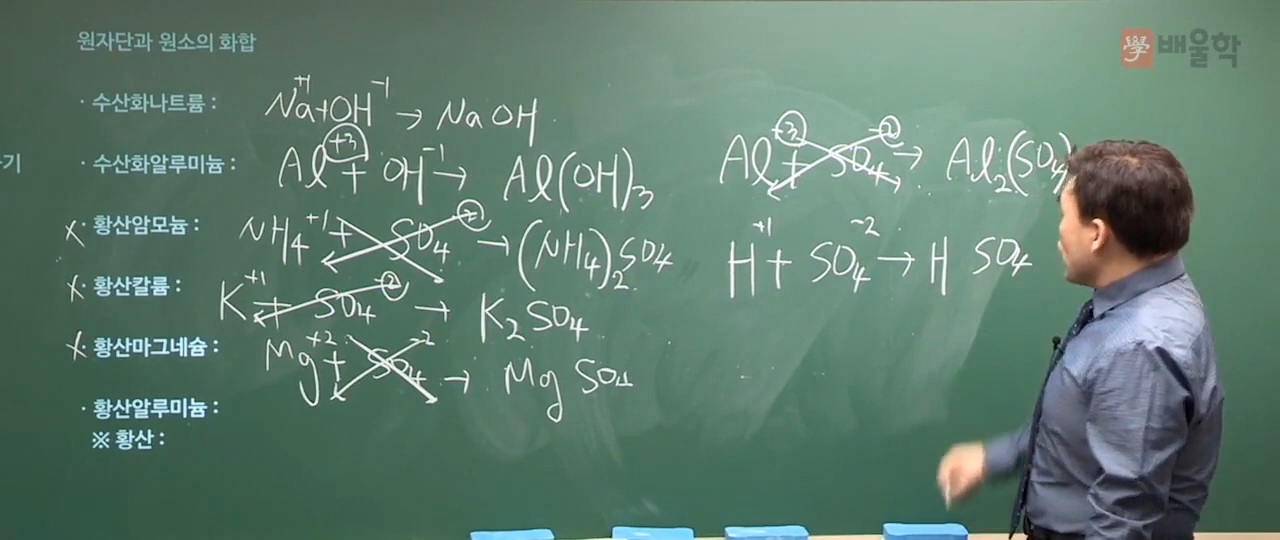 원자단과 원소의 화합
學 배울학
· 수산화나트륨 : Na⁺¹ + OH⁻¹ → NaOH
기
· 수산화알루미늄 : Al⁺³ + OH⁻¹ → Al(OH)₃
Al⁺³ + SO₄⁻² → Al₂(SO₄)
× · 황산암모늄 : NH₄⁺¹ + SO₄⁻² → (NH₄)₂SO₄
H⁺¹ + SO₄⁻² → H SO₄
× · 황산칼륨 : K⁺¹ + SO₄⁻² → K₂SO₄
× · 황산마그네슘 : Mg⁺² + SO₄⁻² → MgSO₄
· 황산알루미늄 :
※ 황산 :